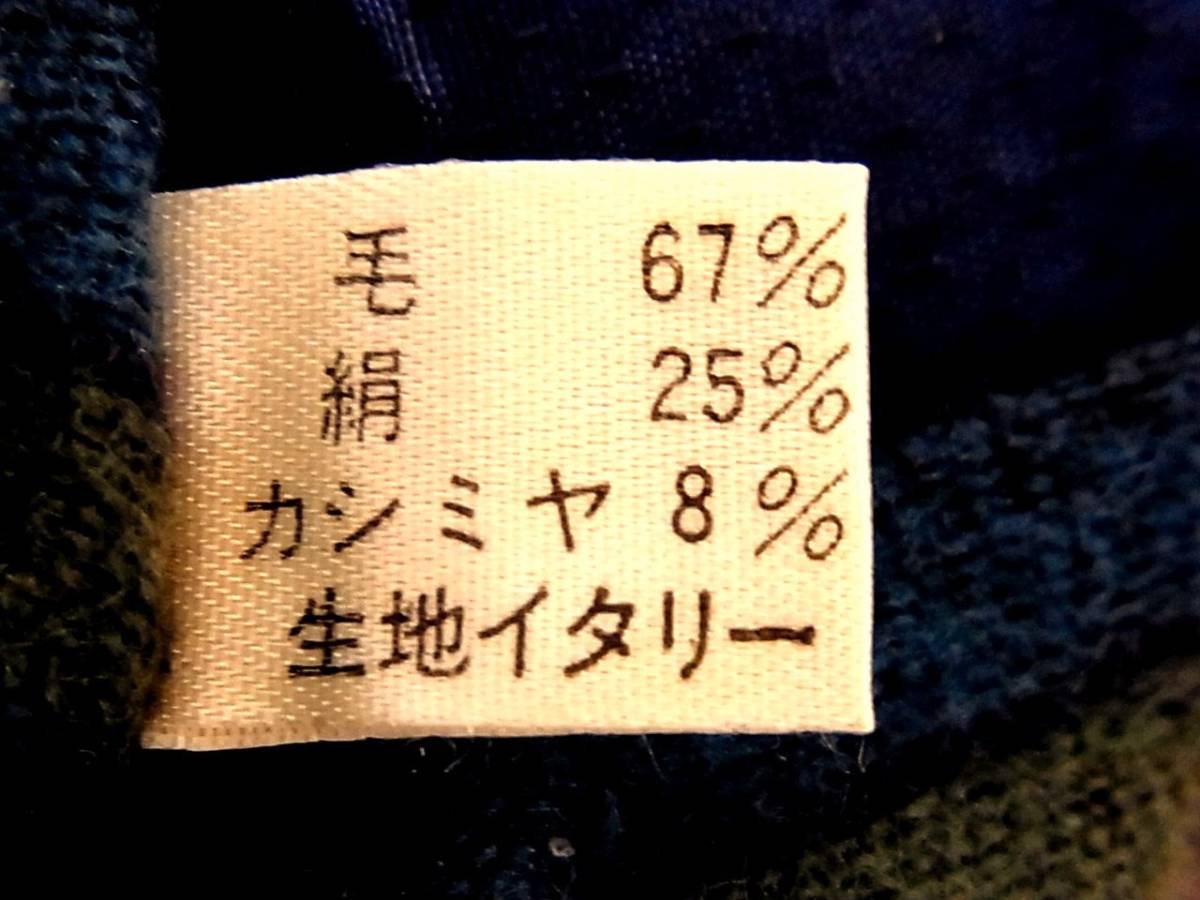 毛 67%
絹 25%
カシミヤ 8%
生地イタリー